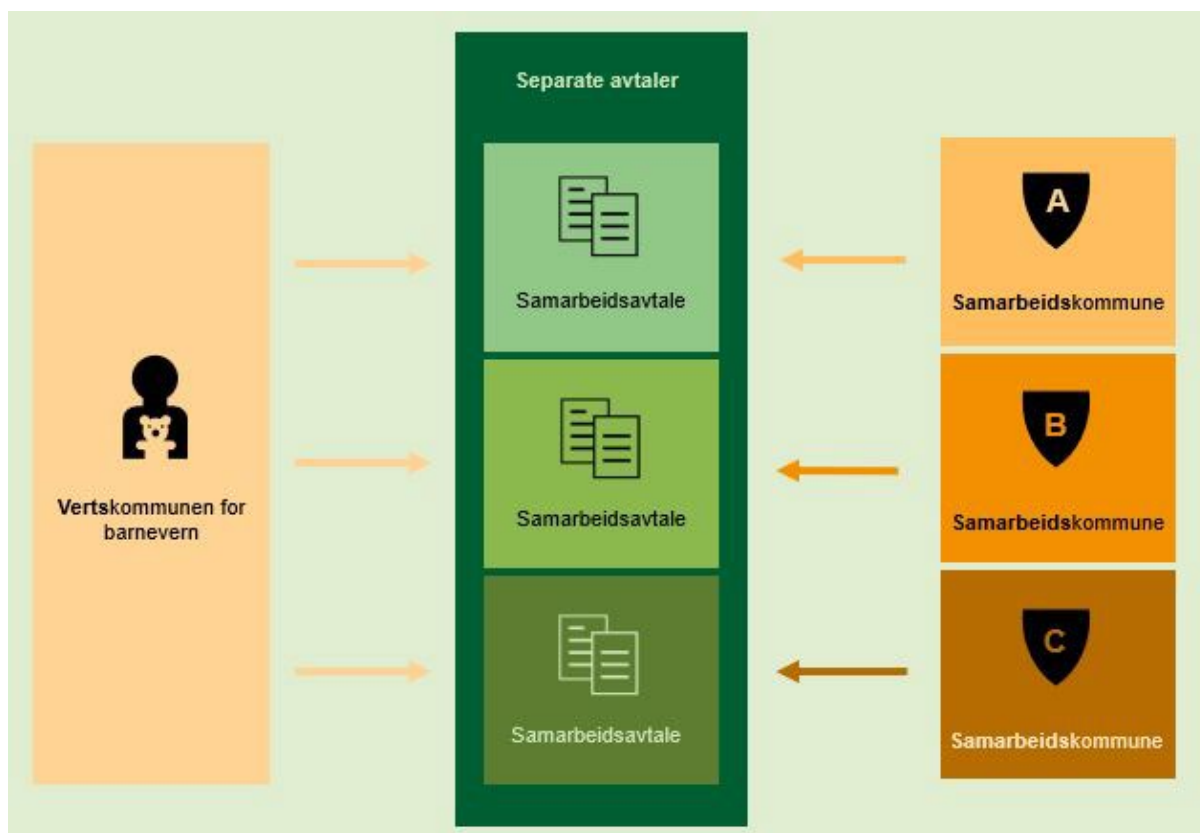 Separate avtaler
Vertskommunen for
barnevern
Samarbeidsavtale
Samarbeidsavtale
Samarbeidsavtale
A
Samarbeidskommune
B
Samarbeidskommune
C
Samarbeidskommune